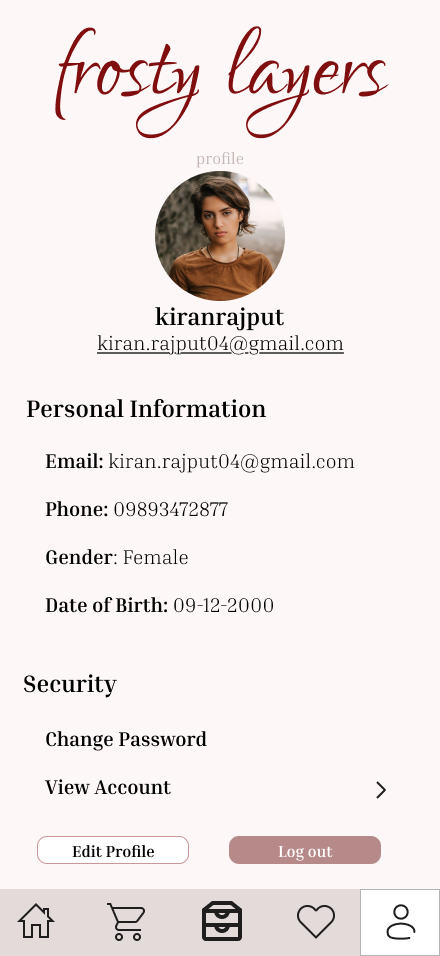 frosty layers
profile
kiranrajput
kiran.rajput04@gmail.com
Personal Information
Email: kiran.rajput04@gmail.com
Phone: 09893472877
Gender: Female
Date of Birth: 09-12-2000
Security
Change Password
View Account
Edit Profile
Log out